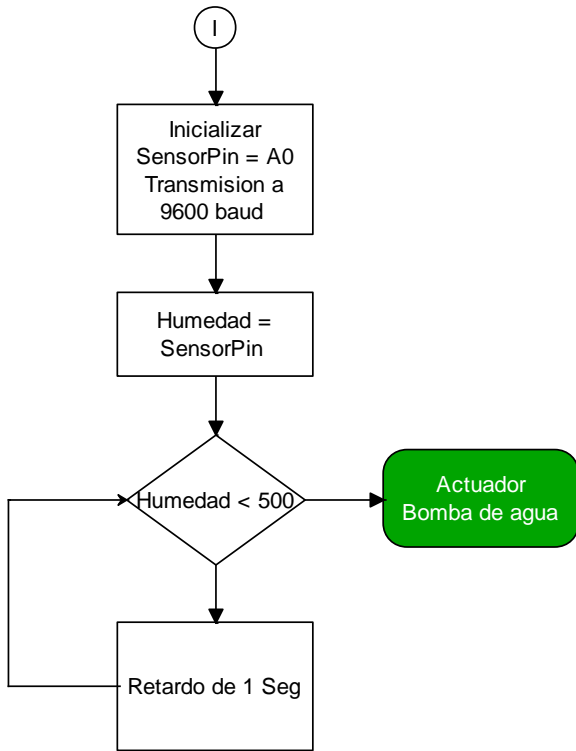 I
Inicializar
SensorPin = A0
Transmision a
9600 baud
Humedad =
SensorPin
Humedad < 500
Actuador
Bomba de agua
Retardo de 1 Seg